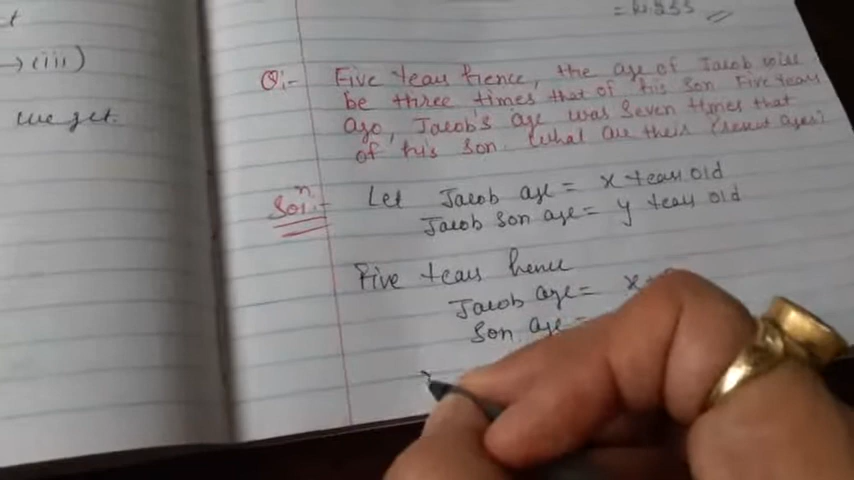 t
→ (iii)
we get.
Q:- Five years hence, the age of Jacob will
be three times that of his son Five years
ago, Jacob's age was Seven times that
of his son. What are their Present ages?
Soln:- Let Jacob age = x years old
Jacob son age = y years old
Five years hence
Jacob age = x+
Son age =